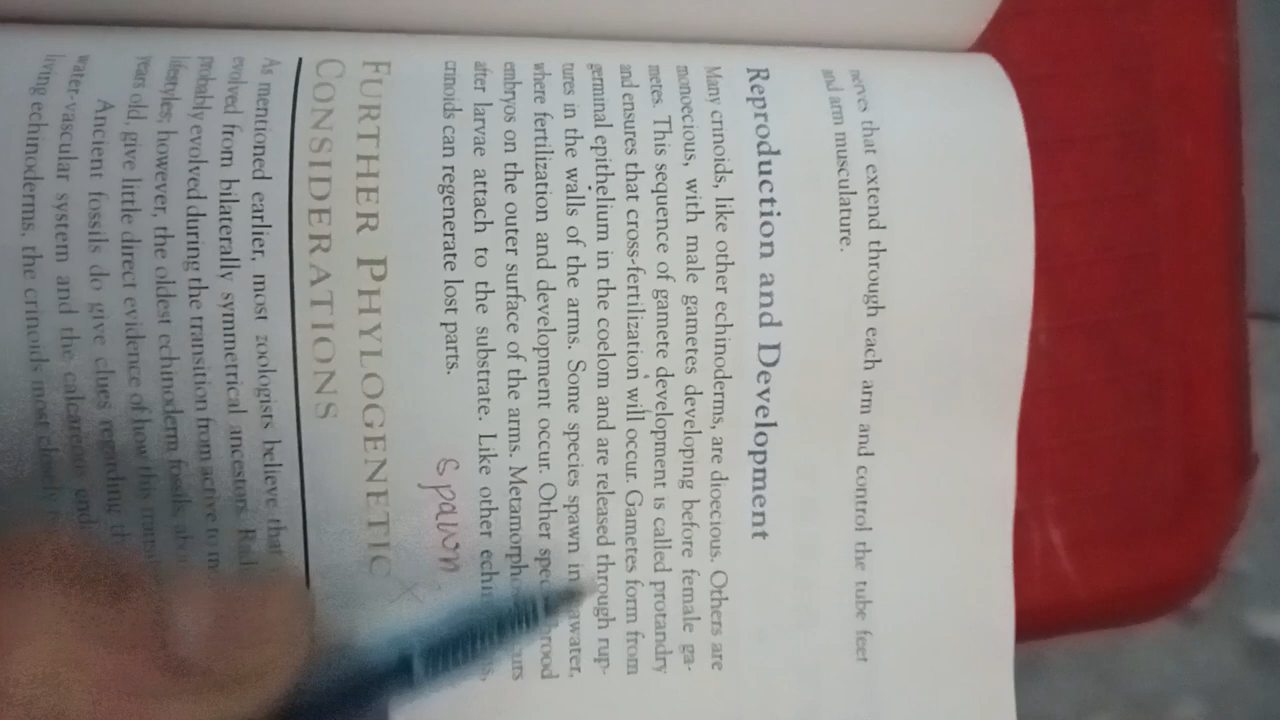 nerves that extend through each arm and control the tube feet
and arm musculature.
Reproduction and Development
Many crinoids, like other echinoderms, are dioecious. Others are
monoecious, with male gametes developing before female ga-
metes. This sequence of gamete development is called protandry
and ensures that cross-fertilization will occur. Gametes form from
germinal epithelium in the coelom and are released through rup-
tures in the walls of the arms. Some species spawn in
where fertilization and development occur. Other
embryos on the outer surface of the arms.
after larvae attach to the substrate. Like other
crinoids can regenerate lost parts.
spawn
FURTHER PHYLOGENETIC
CONSIDERATIONS
As mentioned earlier, most zoologists believe that
evolved from bilaterally symmetrical ancestors.
probably evolved during the transition from active to
lifestyles; however, the oldest echinoderm fossils,
years old, give little direct evidence of how this
Ancient fossils do give clues regarding
water-vascular system and the calcareous
living echinoderms, the crinoids most